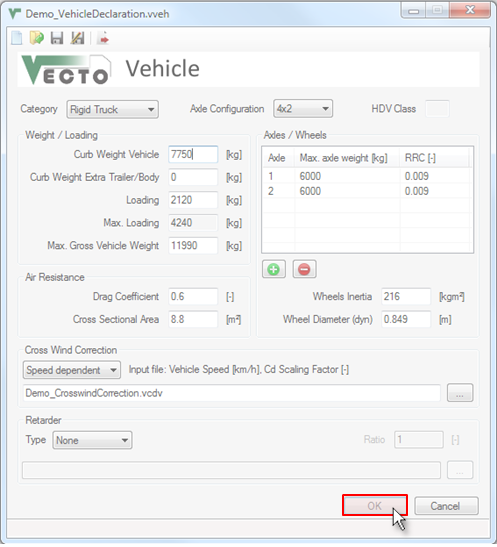 Demo_VehicleDeclaration.vveh
VECTO Vehicle
Category Rigid Truck Axle Configuration 4x2 HDV Class
Weight / Loading
Curb Weight Vehicle 7750 [kg]
Curb Weight Extra Trailer/Body 0 [kg]
Loading 2120 [kg]
Max. Loading 4240 [kg]
Max. Gross Vehicle Weight 11990 [kg]
Axles / Wheels
Axle Max. axle weight [kg] RRC [-]
1 6000 0.009
2 6000 0.009
Air Resistance
Drag Coefficient 0.6 [-]
Cross Sectional Area 8.8 [m²]
Wheels Inertia 216 [kgm²]
Wheel Diameter (dyn) 0.849 [m]
Cross Wind Correction
Speed dependent Input file: Vehicle Speed [km/h], Cd Scaling Factor [-]
Demo_CrosswindCorrection.vcdv ...
Retarder
Type None Ratio 1 [-]
...
OK Cancel